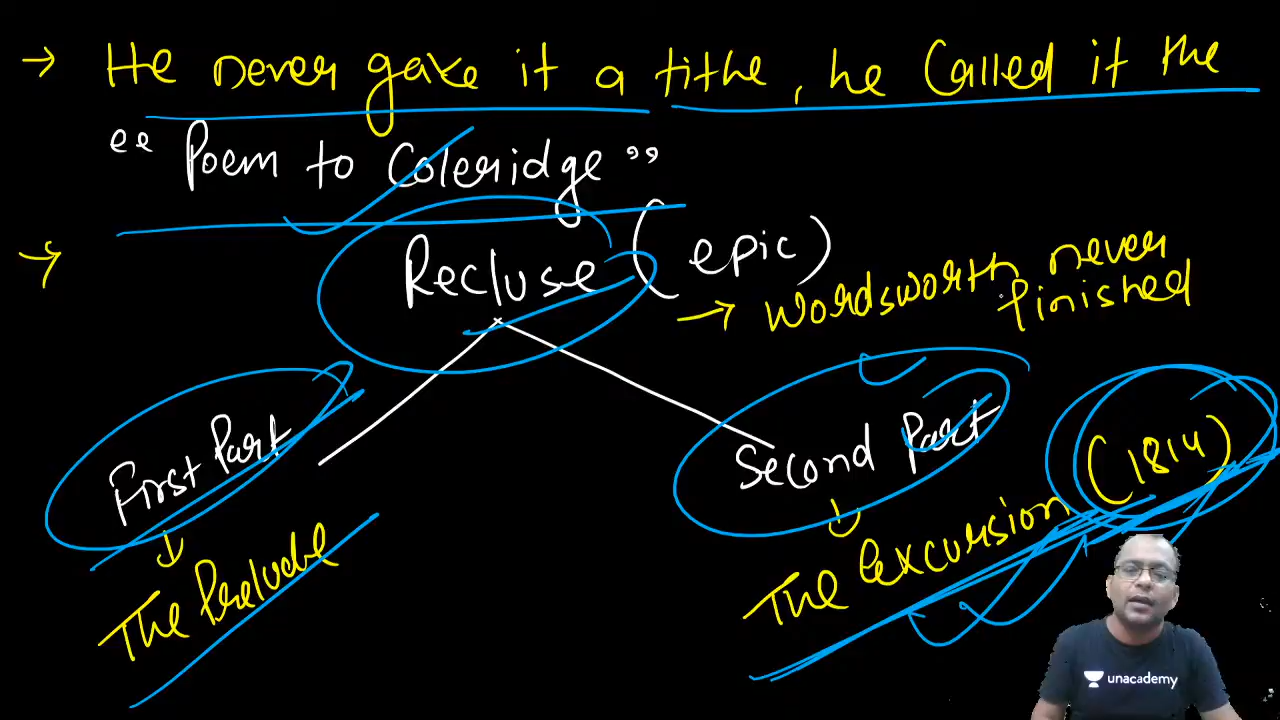 → He never gave it a tithe, he called it the
"Poem to Coleridge"
→ Recluse (epic)
→ Wordsworth never finished
First Part
Second Part
(1814)
The Prelude
The Excursion
unacademy